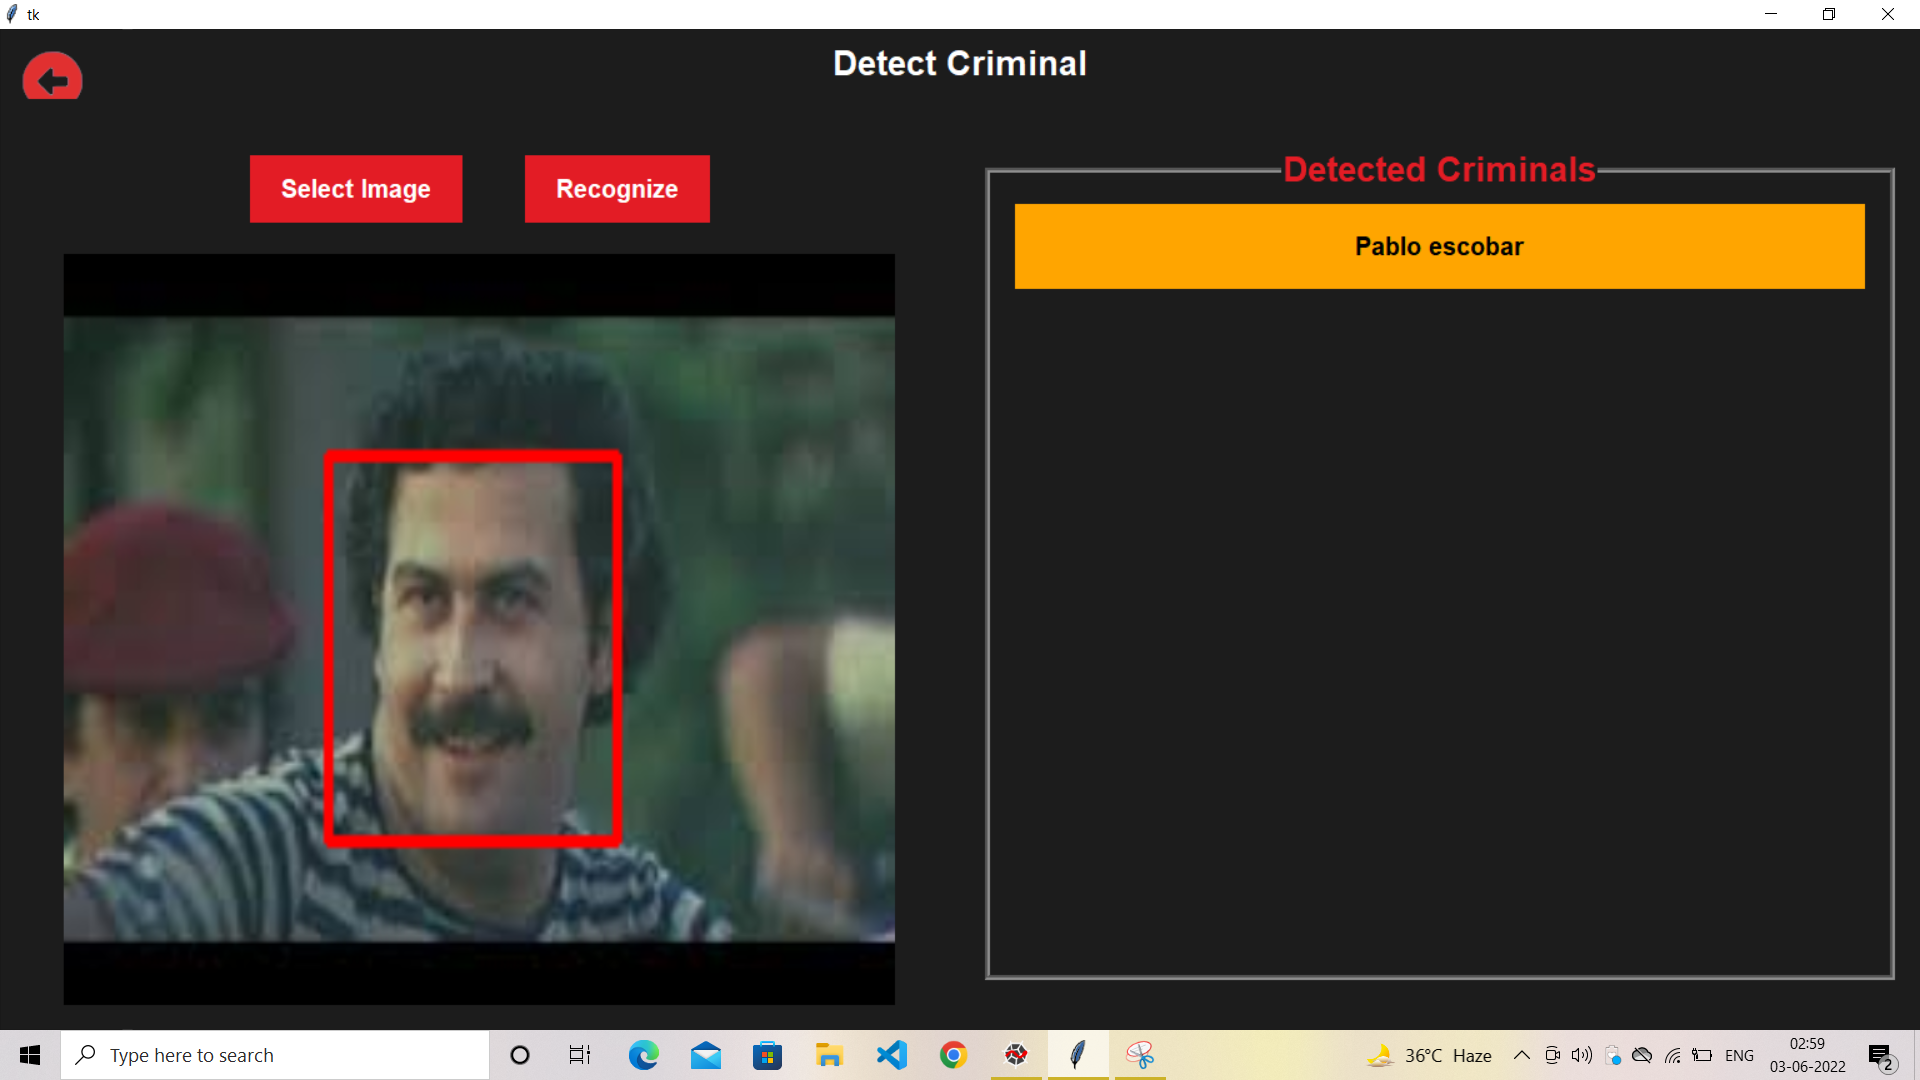 tk
Detect Criminal
Select Image
Recognize
Detected Criminals
Pablo escobar
Type here to search
36°C Haze
ENG
02:59
03-06-2022
2